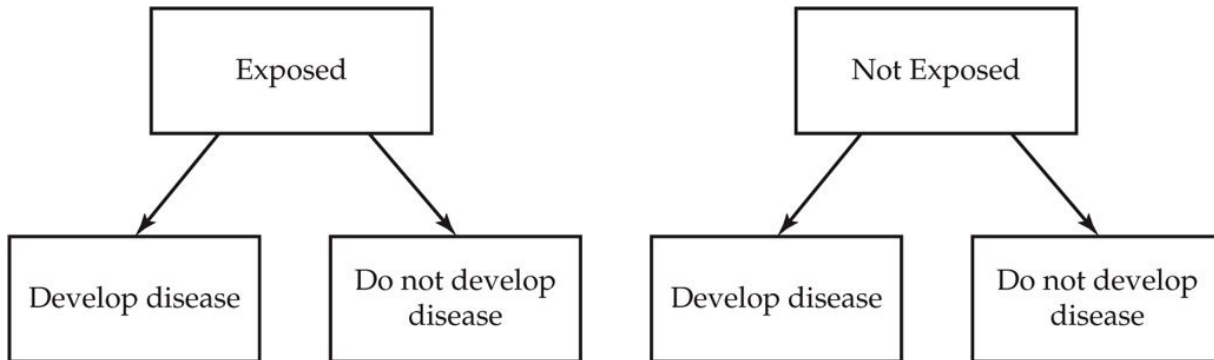 Exposed
Not Exposed
Develop disease
Do not develop
disease
Develop disease
Do not develop
disease